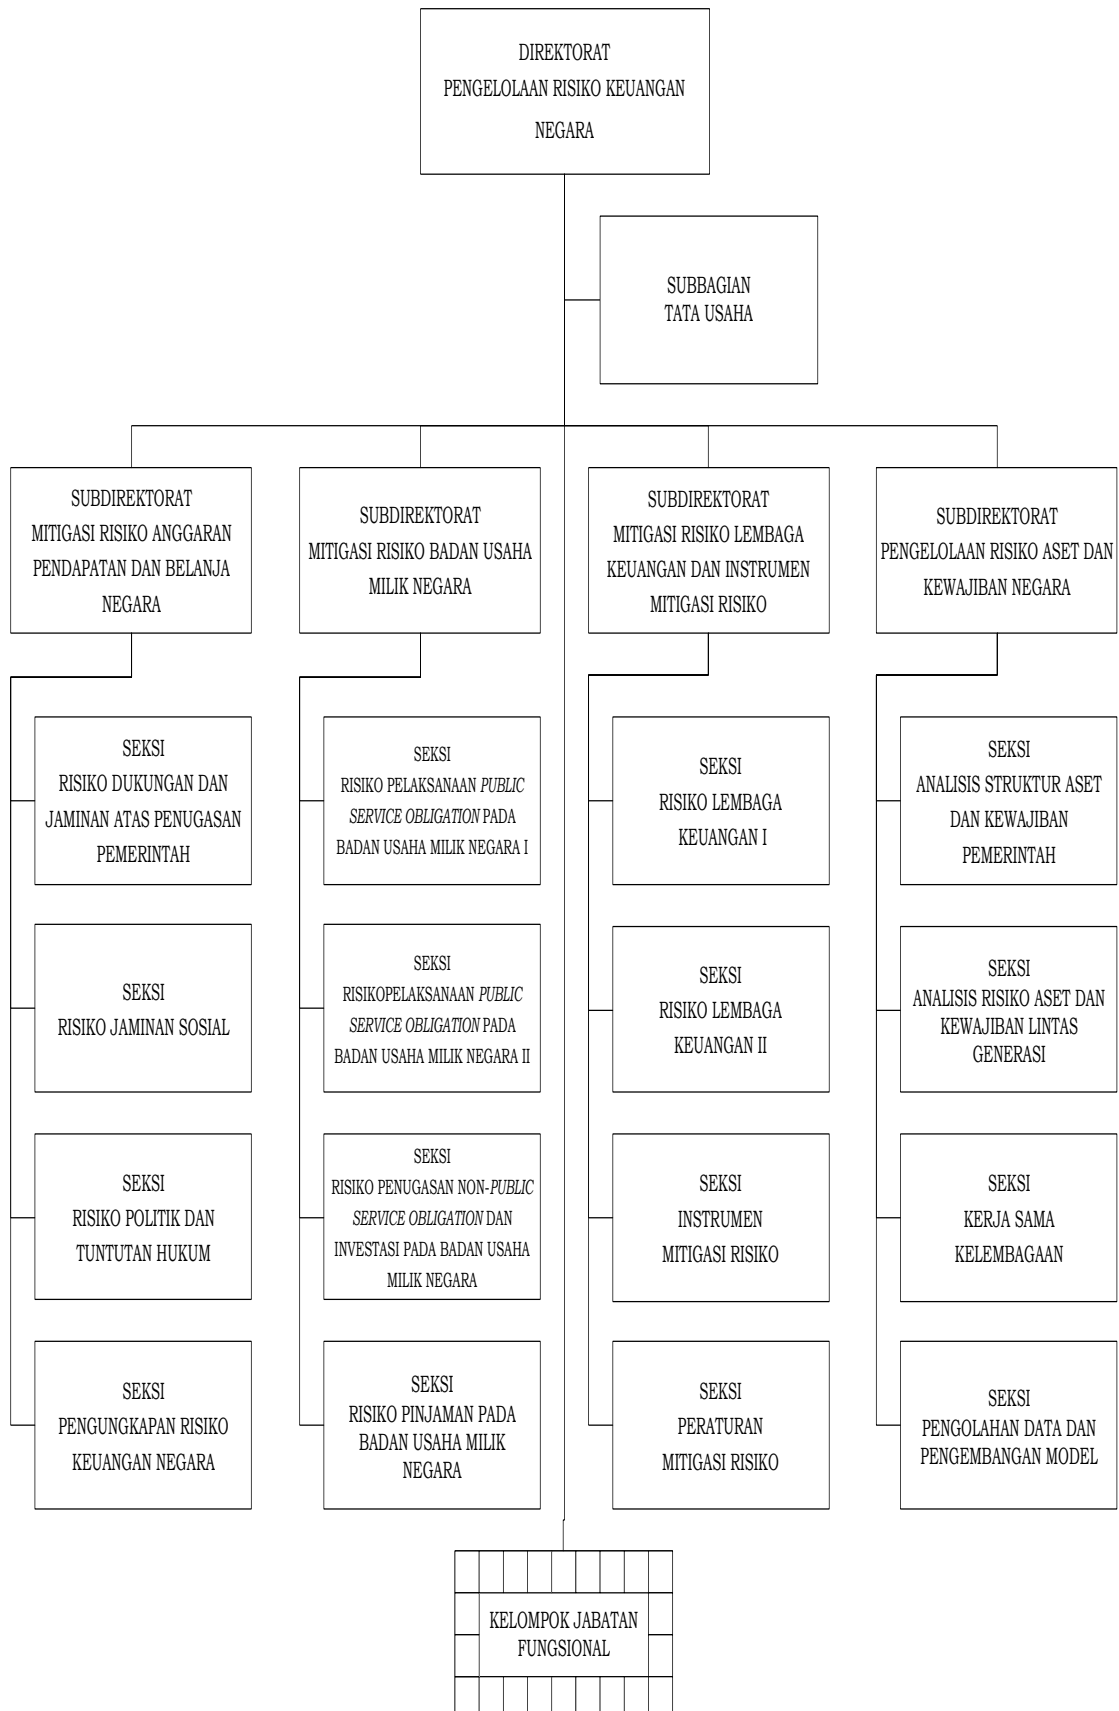 DIREKTORAT
PENGELOLAAN RISIKO KEUANGAN
NEGARA
SUBBAGIAN
TATA USAHA
SUBDIREKTORAT
MITIGASI RISIKO ANGGARAN
PENDAPATAN DAN BELANJA
NEGARA
SUBDIREKTORAT
MITIGASI RISIKO BADAN USAHA
MILIK NEGARA
SUBDIREKTORAT
MITIGASI RISIKO LEMBAGA
KEUANGAN DAN INSTRUMEN
MITIGASI RISIKO
SUBDIREKTORAT
PENGELOLAAN RISIKO ASET DAN
KEWAJIBAN NEGARA
SEKSI
RISIKO DUKUNGAN DAN
JAMINAN ATAS PENUGASAN
PEMERINTAH
SEKSI
RISIKO PELAKSANAAN PUBLIC
SERVICE OBLIGATION PADA
BADAN USAHA MILIK NEGARA I
SEKSI
RISIKO LEMBAGA
KEUANGAN I
SEKSI
ANALISIS STRUKTUR ASET
DAN KEWAJIBAN
PEMERINTAH
SEKSI
RISIKO JAMINAN SOSIAL
SEKSI
RISIKOPELAKSANAAN PUBLIC
SERVICE OBLIGATION PADA
BADAN USAHA MILIK NEGARA II
SEKSI
RISIKO LEMBAGA
KEUANGAN II
SEKSI
ANALISIS RISIKO ASET DAN
KEWAJIBAN LINTAS
GENERASI
SEKSI
RISIKO POLITIK DAN
TUNTUTAN HUKUM
SEKSI
RISIKO PENUGASAN NON-PUBLIC
SERVICE OBLIGATION DAN
INVESTASI PADA BADAN USAHA
MILIK NEGARA
SEKSI
INSTRUMEN
MITIGASI RISIKO
SEKSI
KERJA SAMA
KELEMBAGAAN
SEKSI
PENGUNGKAPAN RISIKO
KEUANGAN NEGARA
SEKSI
RISIKO PINJAMAN PADA
BADAN USAHA MILIK
NEGARA
SEKSI
PERATURAN
MITIGASI RISIKO
SEKSI
PENGOLAHAN DATA DAN
PENGEMBANGAN MODEL
KELOMPOK JABATAN
FUNGSIONAL